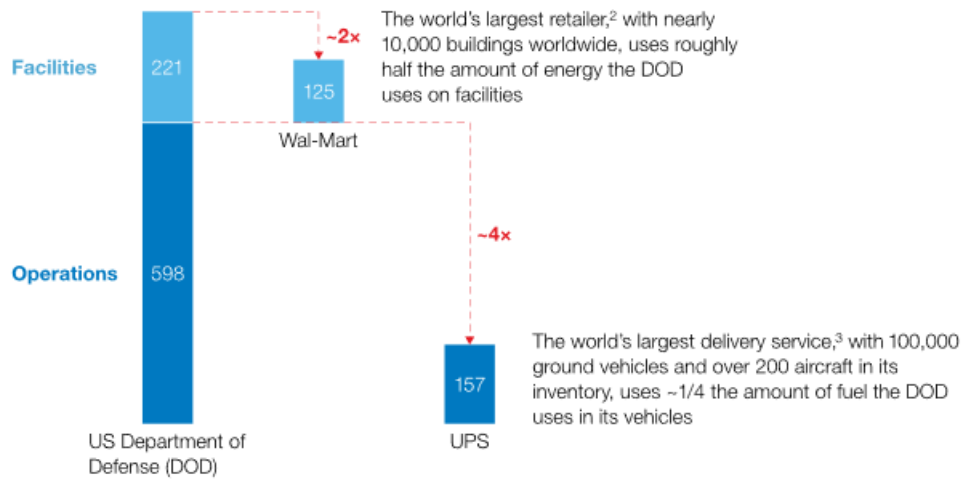 The world's largest retailer,² with nearly
10,000 buildings worldwide, uses roughly
half the amount of energy the DOD
uses on facilities
~2×
Facilities
221
125
Wal-Mart
~4×
Operations
598
The world's largest delivery service,³ with 100,000
ground vehicles and over 200 aircraft in its
inventory, uses ~1/4 the amount of fuel the DOD
uses in its vehicles
157
US Department of
Defense (DOD)
UPS